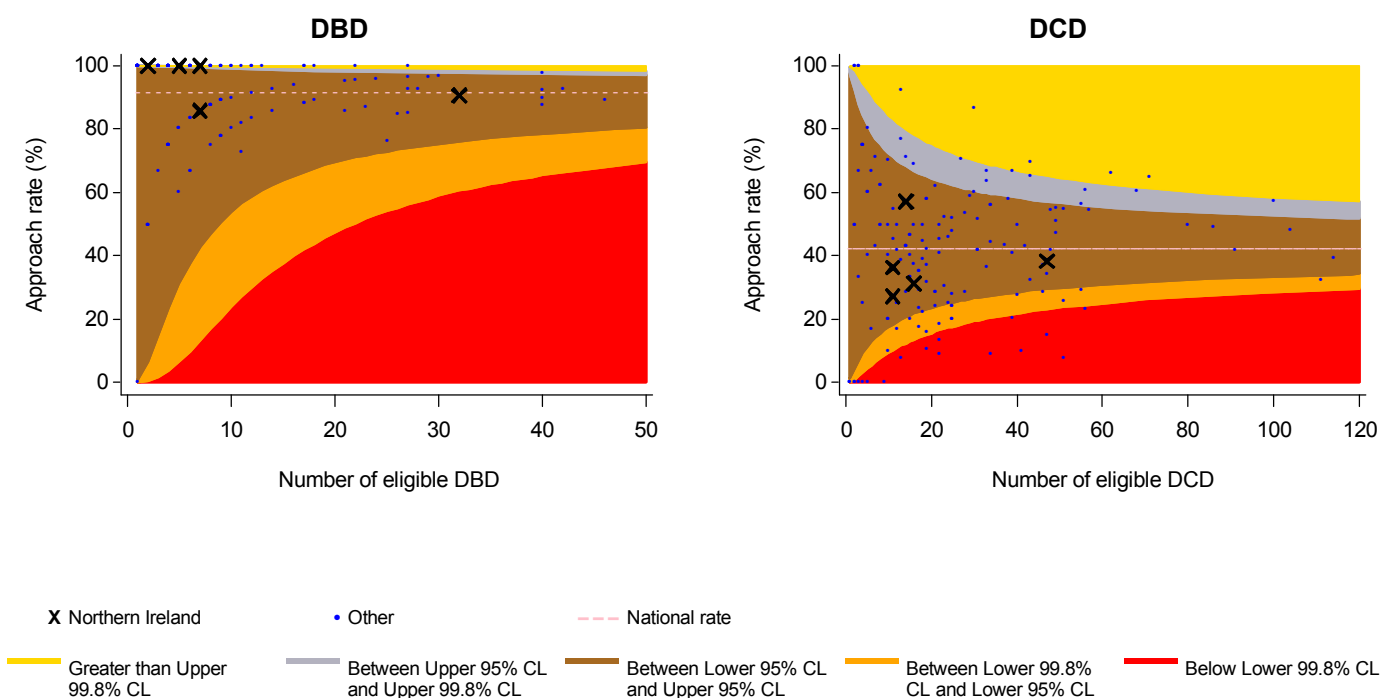 DBD
Approach rate (%)
100
80
60
40
20
0
0 10 20 30 40 50
Number of eligible DBD
DCD
Approach rate (%)
100
80
60
40
20
0
0 20 40 60 80 100 120
Number of eligible DCD
X Northern Ireland
Other
National rate
Greater than Upper
99.8% CL
Between Upper 95% CL
and Upper 99.8% CL
Between Lower 95% CL
and Upper 95% CL
Between Lower 99.8%
CL and Lower 95% CL
Below Lower 99.8% CL